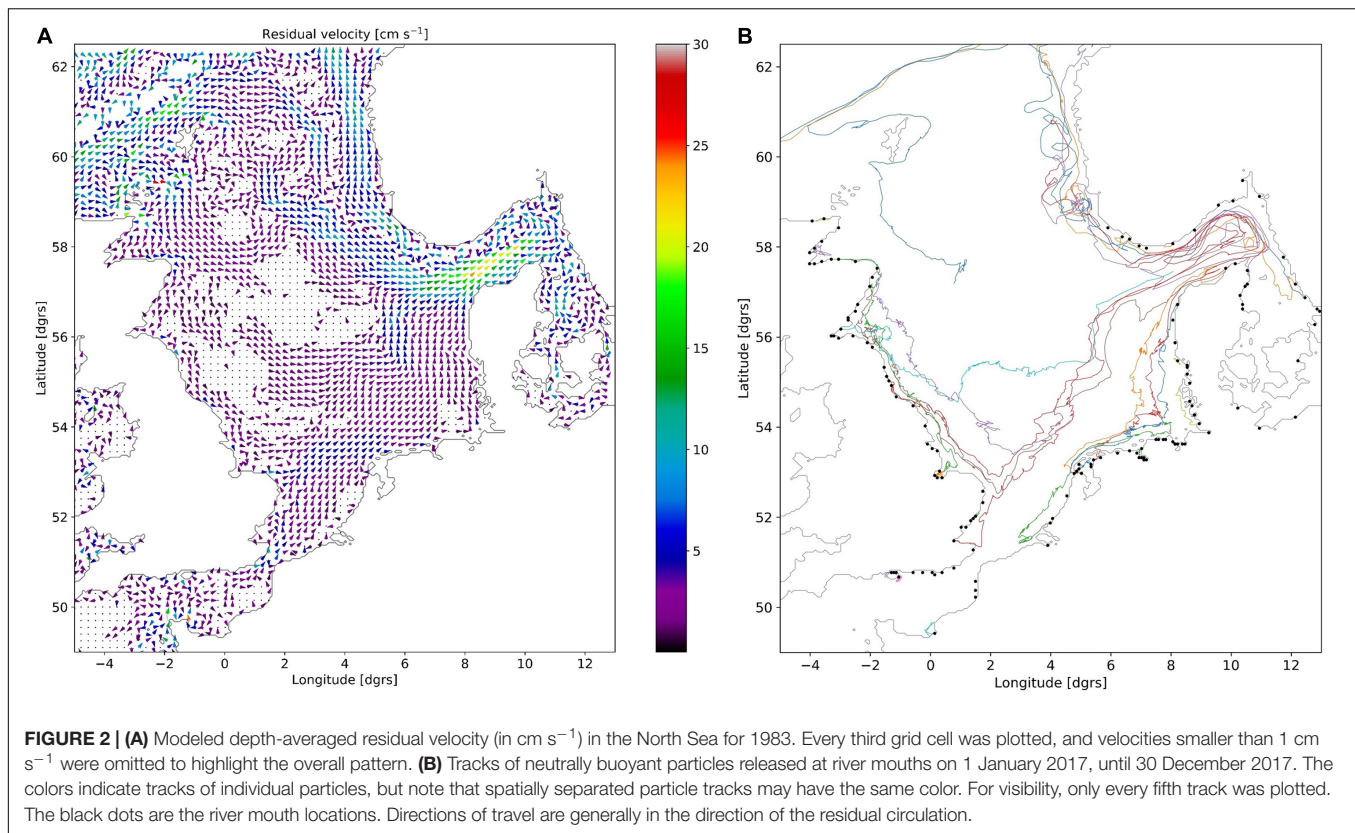 A
Residual velocity [cm s−1]
62
60
58
56
54
52
50
Latitude [dgrs]
−4 −2 0 2 4 6 8 10 12
Longitude [dgrs]
30
25
20
15
10
5
B
62
60
58
56
54
52
50
Latitude [dgrs]
−4 −2 0 2 4 6 8 10 12
Longitude [dgrs]
FIGURE 2 | (A) Modeled depth-averaged residual velocity (in cm s−1) in the North Sea for 1983. Every third grid cell was plotted, and velocities smaller than 1 cm
s−1 were omitted to highlight the overall pattern. (B) Tracks of neutrally buoyant particles released at river mouths on 1 January 2017, until 30 December 2017. The
colors indicate tracks of individual particles, but note that spatially separated particle tracks may have the same color. For visibility, only every fifth track was plotted.
The black dots are the river mouth locations. Directions of travel are generally in the direction of the residual circulation.